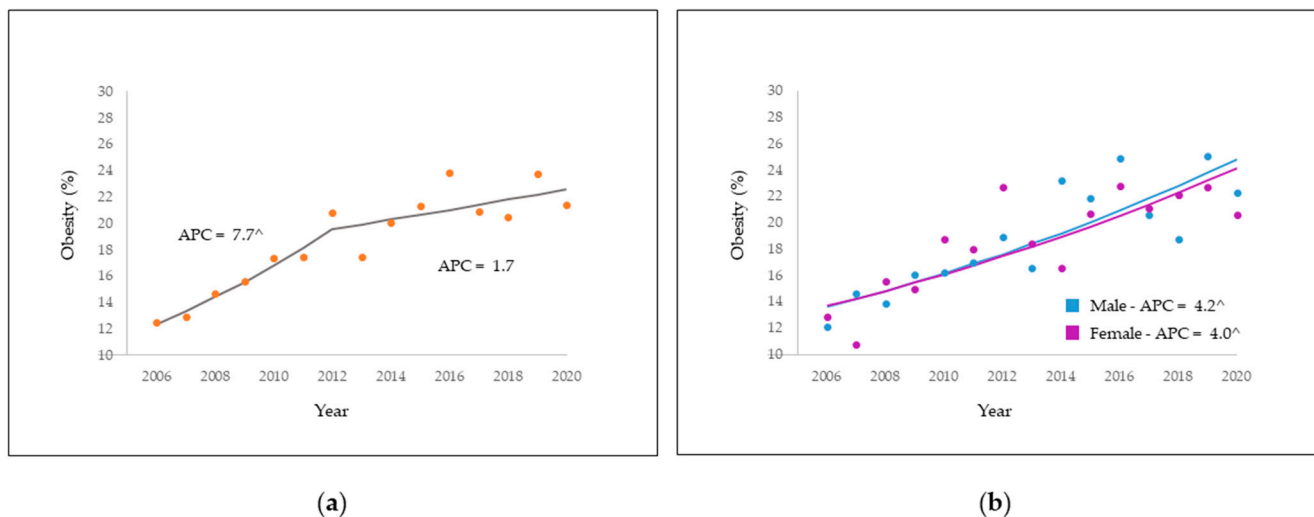 30
28
26
24
22
20
18
16
14
12
10
Obesity (%)
APC = 7.7^
APC = 1.7
2006 2008 2010 2012 2014 2016 2018 2020
Year
(a)
30
28
26
24
22
20
18
16
14
12
10
Obesity (%)
Male - APC = 4.2^
Female - APC = 4.0^
2006 2008 2010 2012 2014 2016 2018 2020
Year
(b)